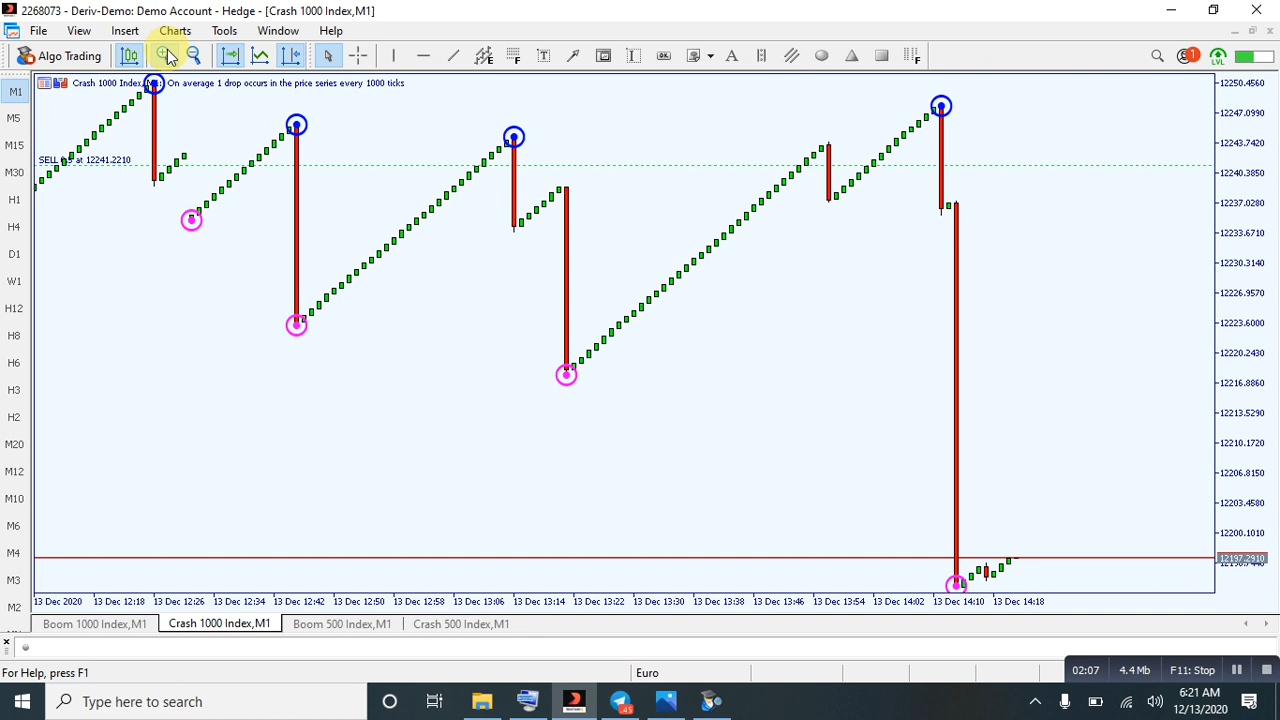 2268073 - Deriv-Demo: Demo Account - Hedge - [Crash 1000 Index,M1]
File View Insert Charts Tools Window Help
Algo Trading
T A 1 LVL
M1
M5
M15
M30
H1
H4
D1
W1
H12
H8
H6
H3
H2
M20
M12
M10
M6
M4
M3
M2
Crash 1000 Index,M1: On average 1 drop occurs in the price series every 1000 ticks
SELL 0.5 at 12241.2210
12250.4560
12247.0990
12243.7420
12240.3850
12237.0280
12233.6710
12230.3140
12226.9570
12223.6000
12220.2430
12216.8860
12213.5290
12210.1720
12206.8150
12203.4580
12200.1010
12197.2910
13 Dec 2020 13 Dec 12:18 13 Dec 12:26 13 Dec 12:34 13 Dec 12:42 13 Dec 12:50 13 Dec 12:58 13 Dec 13:06 13 Dec 13:14 13 Dec 13:22 13 Dec 13:30 13 Dec 13:38 13 Dec 13:46 13 Dec 13:54 13 Dec 14:02 13 Dec 14:10 13 Dec 14:18
Boom 1000 Index,M1 Crash 1000 Index,M1 Boom 500 Index,M1 Crash 500 Index,M1
For Help, press F1 Euro
02:07 4.4 Mb F11: Stop
Type here to search
45
6:21 AM
12/13/2020